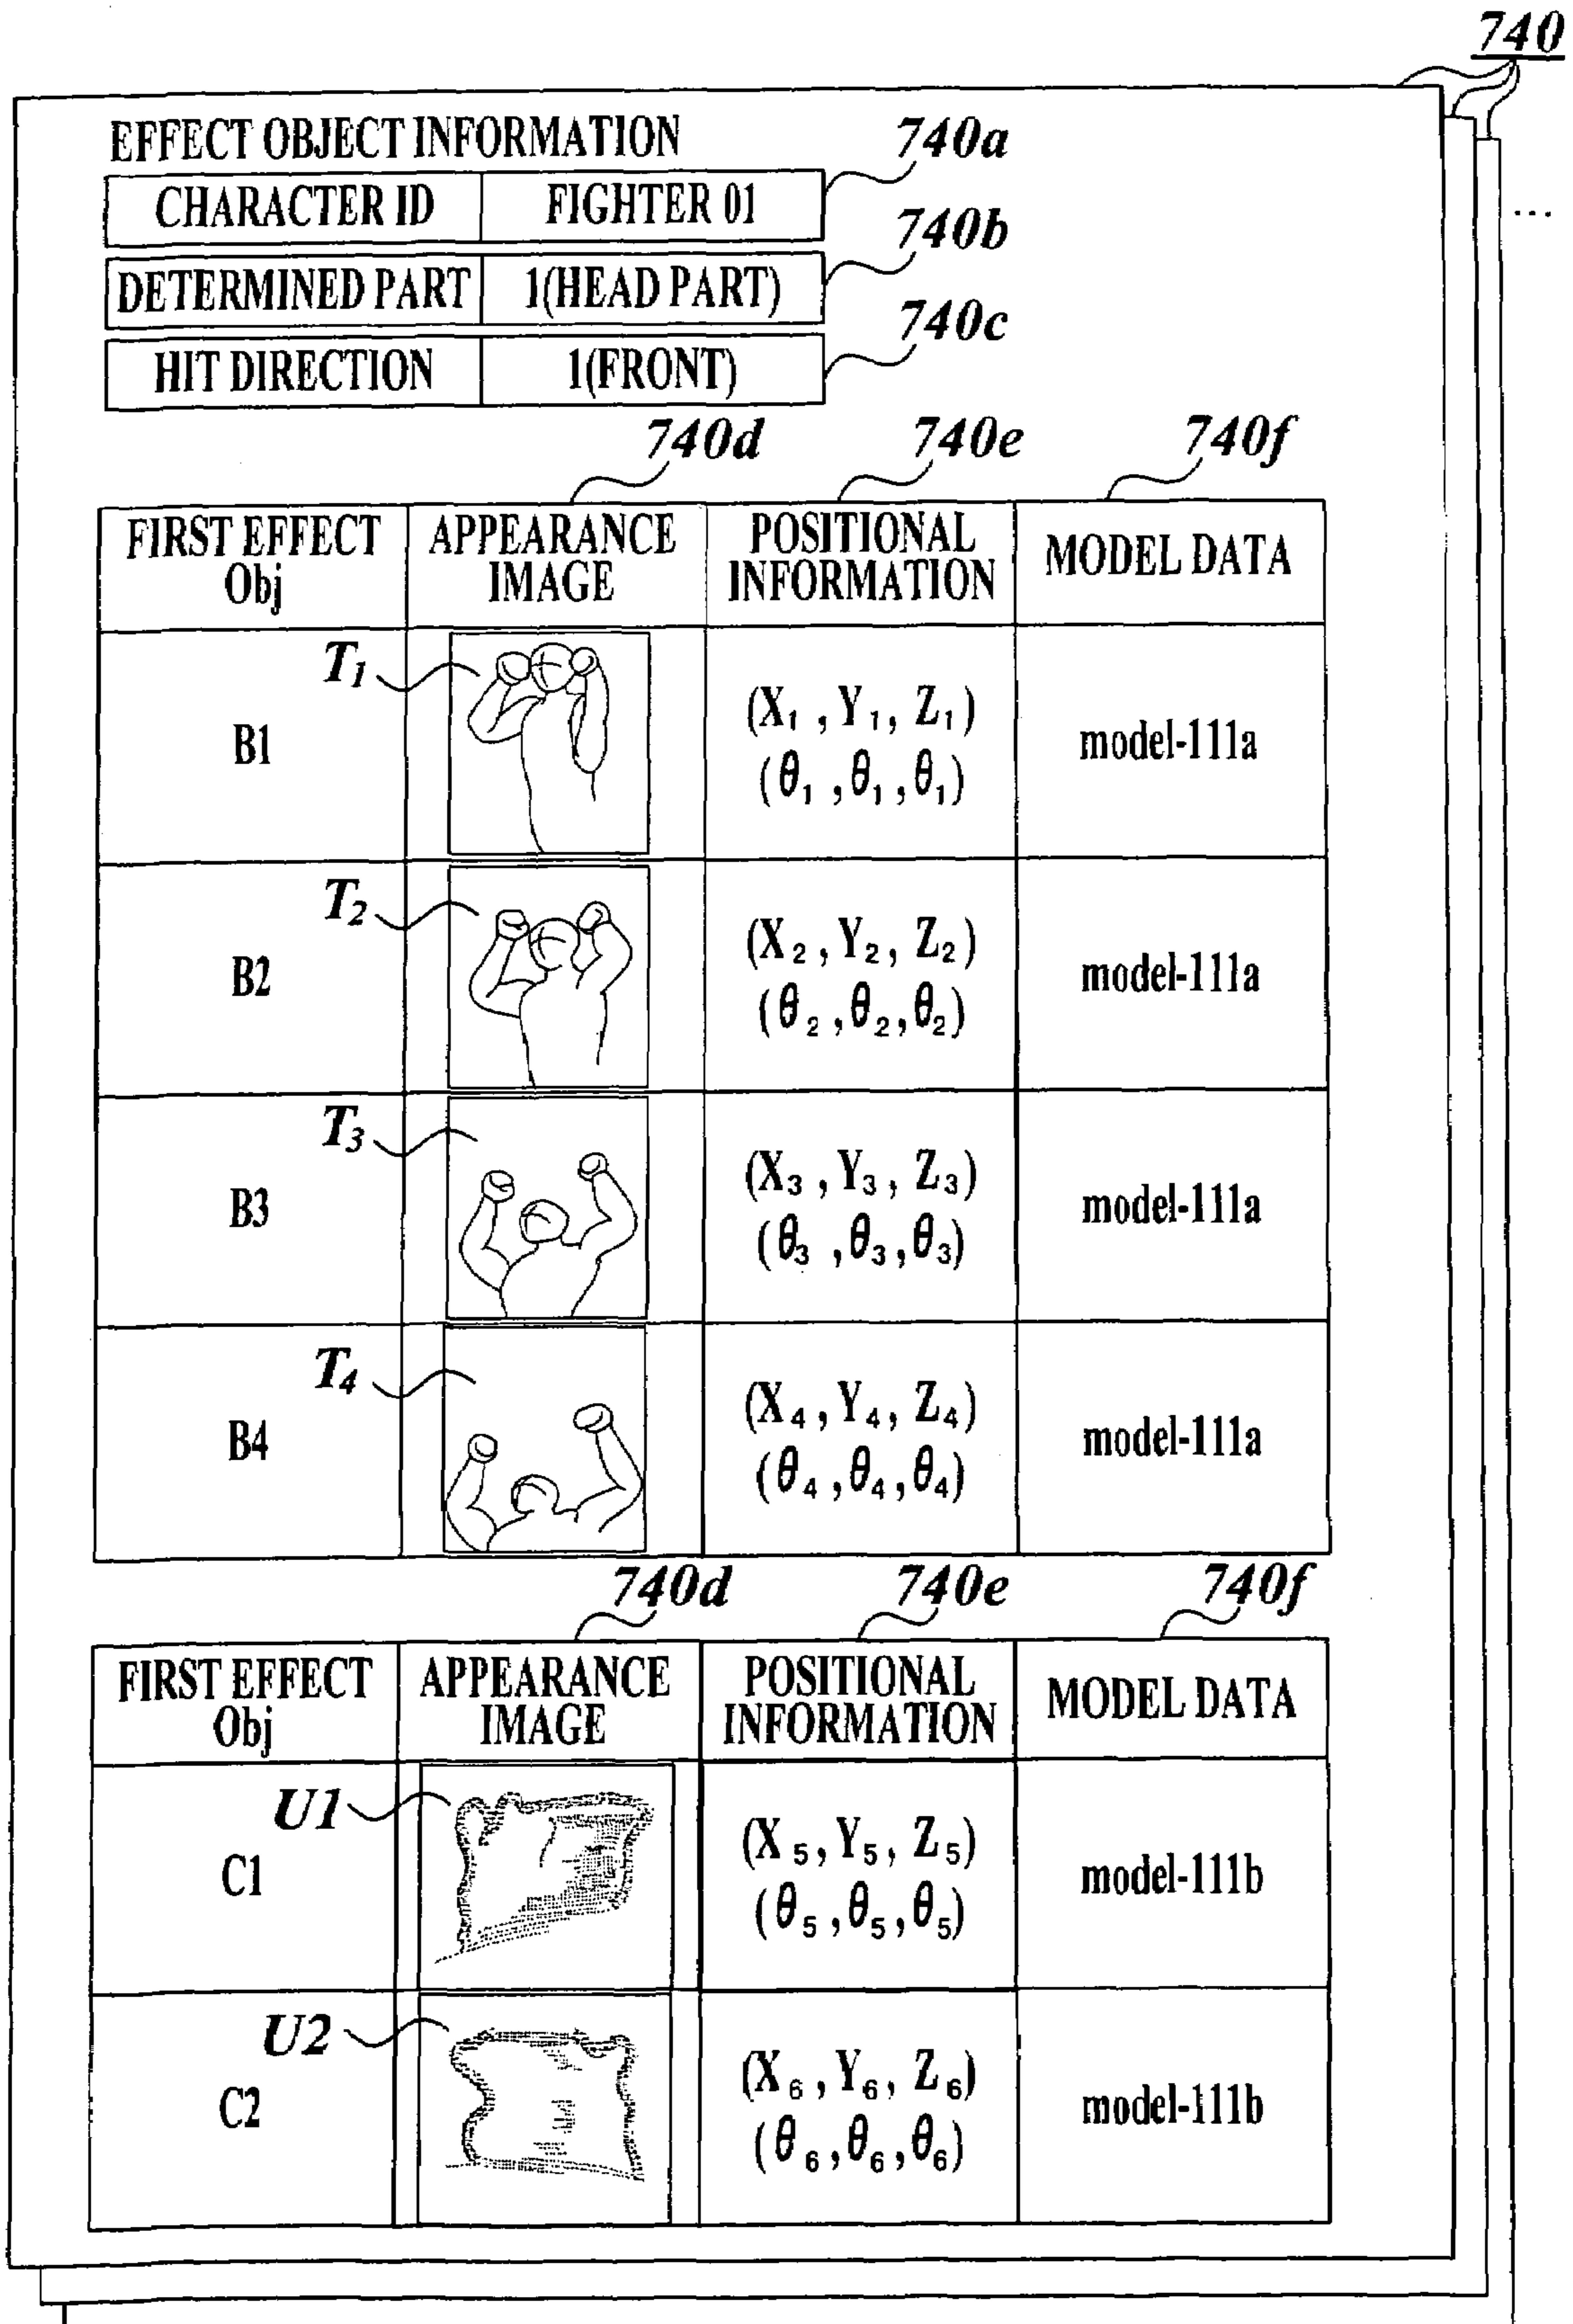 740
EFFECT OBJECT INFORMATION
740a
CHARACTER ID FIGHTER 01
...
740b
DETERMINED PART 1(HEAD PART)
740c
HIT DIRECTION 1(FRONT)
740d 740e 740f
FIRST EFFECT Obj APPEARANCE IMAGE POSITIONAL INFORMATION MODEL DATA
T1
B1 (X1, Y1, Z1) model-111a
(θ1, θ1, θ1)
T2
B2 (X2, Y2, Z2) model-111a
(θ2, θ2, θ2)
T3
B3 (X3, Y3, Z3) model-111a
(θ3, θ3, θ3)
T4
B4 (X4, Y4, Z4) model-111a
(θ4, θ4, θ4)
740d 740e 740f
FIRST EFFECT Obj APPEARANCE IMAGE POSITIONAL INFORMATION MODEL DATA
U1
C1 (X5, Y5, Z5) model-111b
(θ5, θ5, θ5)
U2
C2 (X6, Y6, Z6) model-111b
(θ6, θ6, θ6)